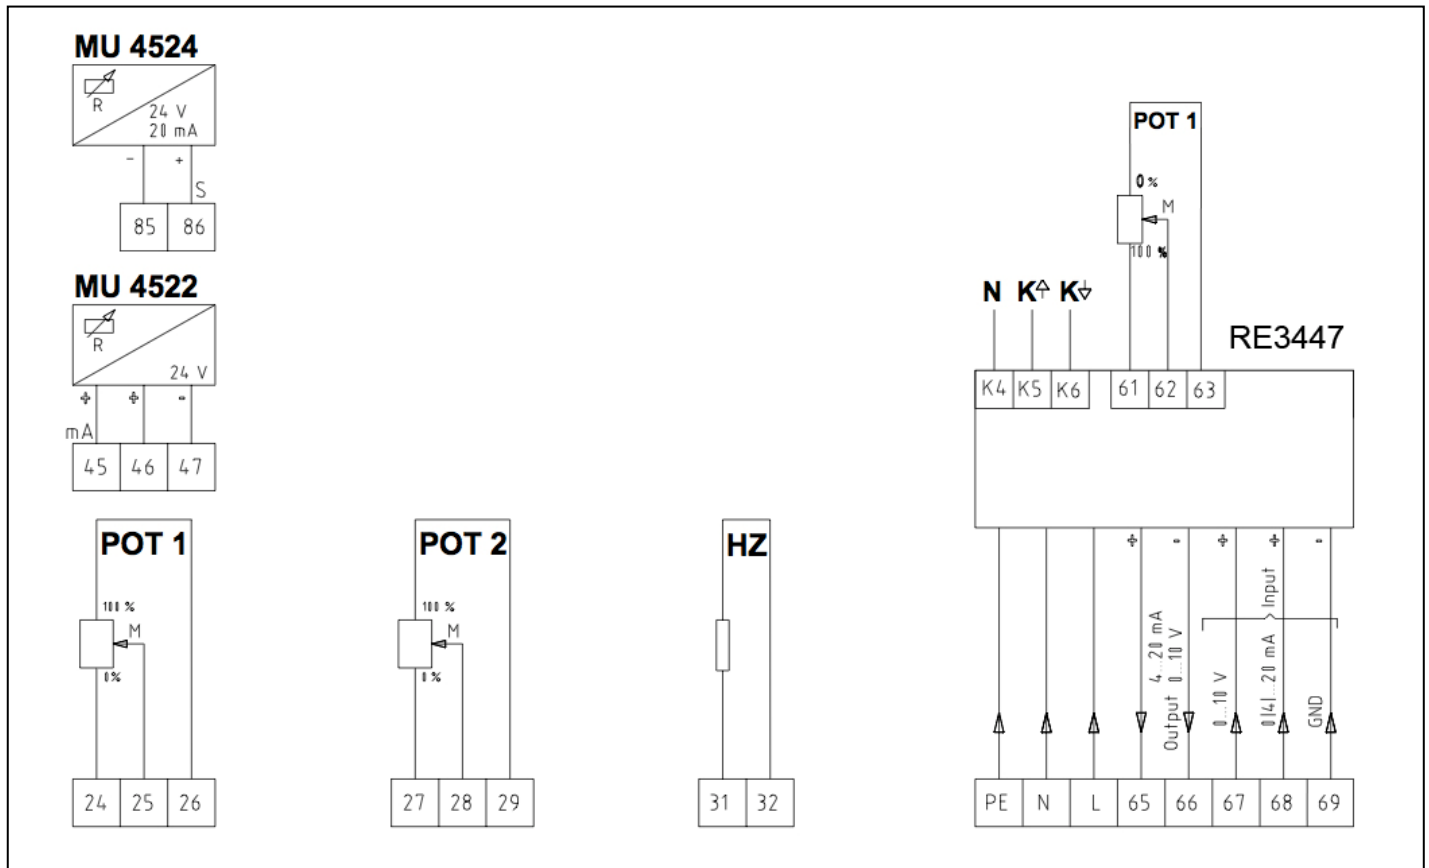 MU 4524
R
24 V
20 mA
- +
S
85 86
MU 4522
R
24 V
+ + -
mA
45 46 47
POT 1
100 %
M
0%
24 25 26
POT 2
100 %
M
0%
27 28 29
HZ
31 32
POT 1
0%
M
100 %
N K K
RE3447
K4 K5 K6 61 62 63
+ - + + -
Output 4...20 mA
0...10 V
0...10 V
0(4)...20 mA
Input
GND
PE N L 65 66 67 68 69